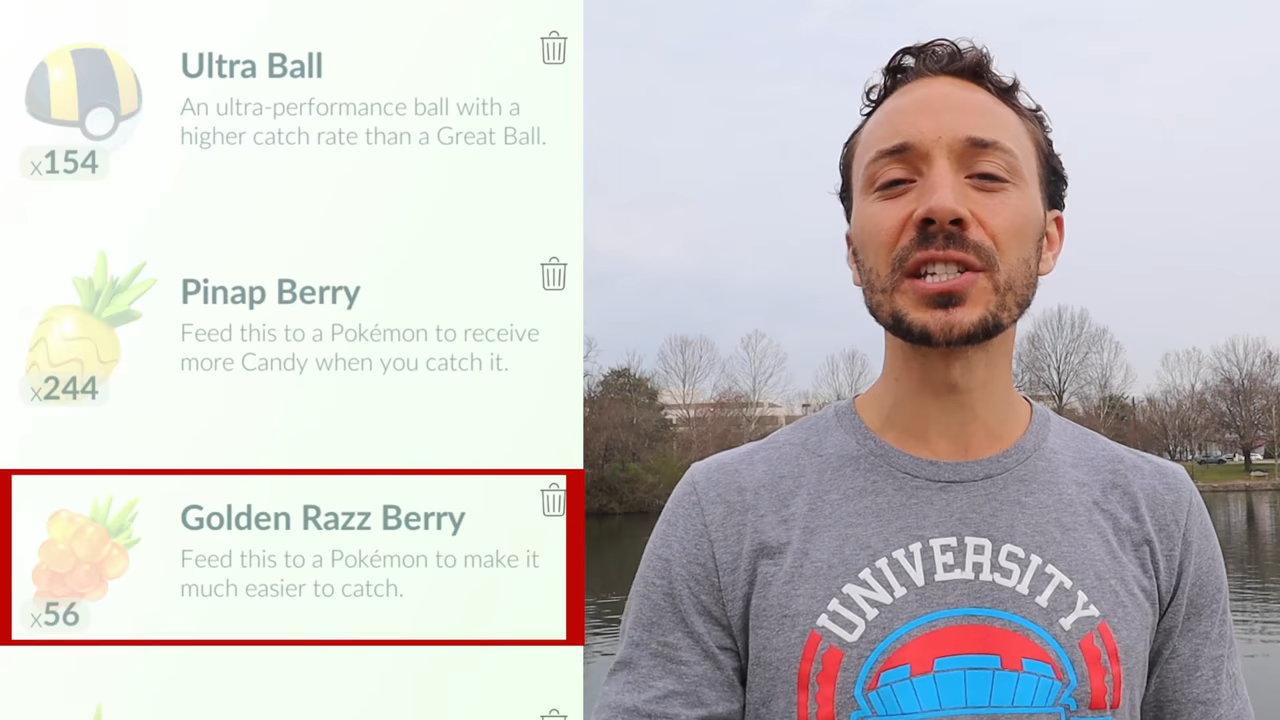 Ultra Ball
An ultra-performance ball with a
higher catch rate than a Great Ball.
x154
Pinap Berry
Feed this to a Pokémon to receive
more Candy when you catch it.
x244
Golden Razz Berry
Feed this to a Pokémon to make it
much easier to catch.
x56
UNIVERSITY